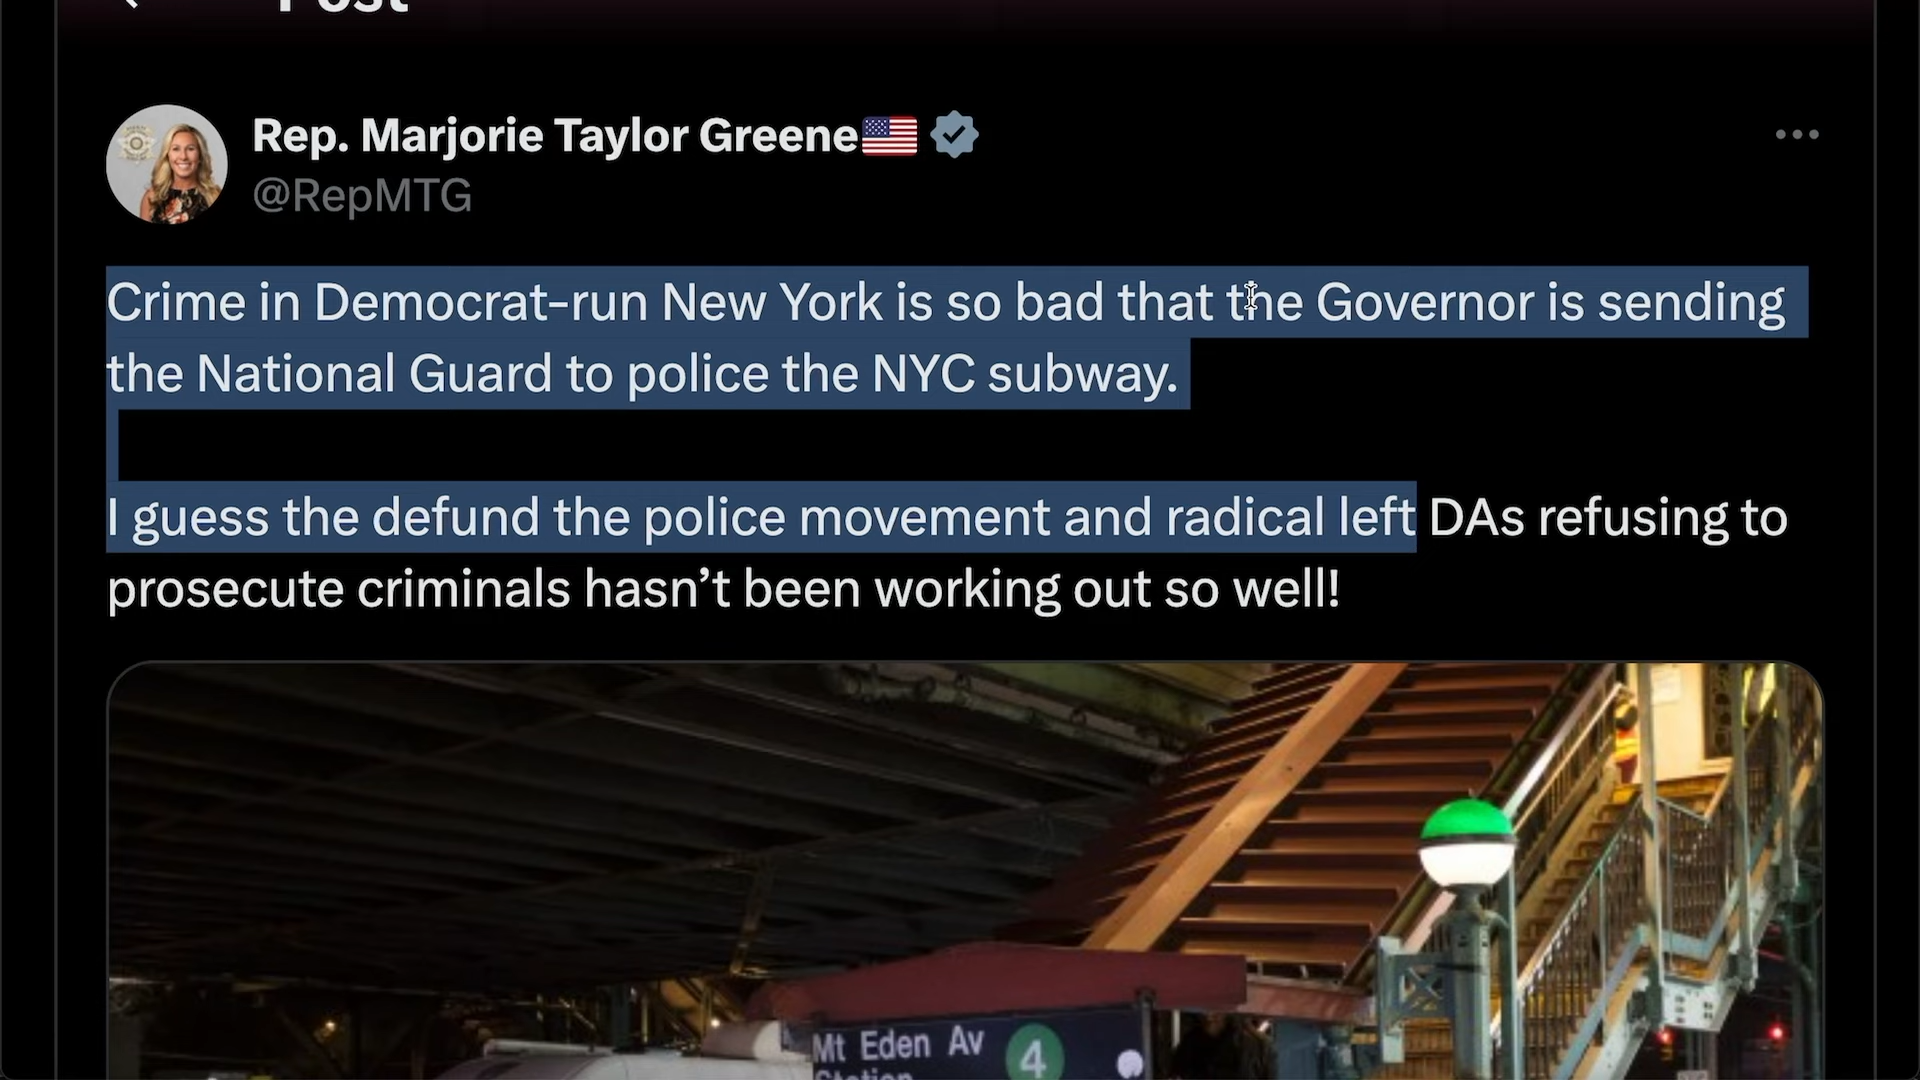 Post
Rep. Marjorie Taylor Greene🇺🇸
@RepMTG
Crime in Democrat-run New York is so bad that the Governor is sending
the National Guard to police the NYC subway.
I guess the defund the police movement and radical left DAs refusing to
prosecute criminals hasn’t been working out so well!
Mt Eden Av 4
Station